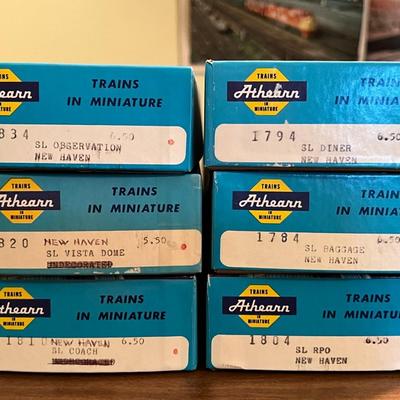 TRAINS
Athearn
IN MINIATURE
TRAINS
IN MINIATURE
834 6.50
SL OBSERVATION
NEW HAVEN
TRAINS
Athearn
IN MINIATURE
TRAINS
IN MINIATURE
1794 6.50
SL DINER
NEW HAVEN
TRAINS
Athearn
IN MINIATURE
TRAINS
IN MINIATURE
820 NEW HAVEN 5.50
SL VISTA DOME
UNDECORATED
TRAINS
Athearn
IN MINIATURE
TRAINS
IN MINIATURE
1784 6.50
SL BAGGAGE
NEW HAVEN
TRAINS
Athearn
IN MINIATURE
TRAINS
IN MINIATURE
1810 NEW HAVEN 6.50
SL COACH
UNDECORATED
TRAINS
Athearn
IN MINIATURE
TRAINS
IN MINIATUR
1804 6.50
SL RPO
NEW HAVEN